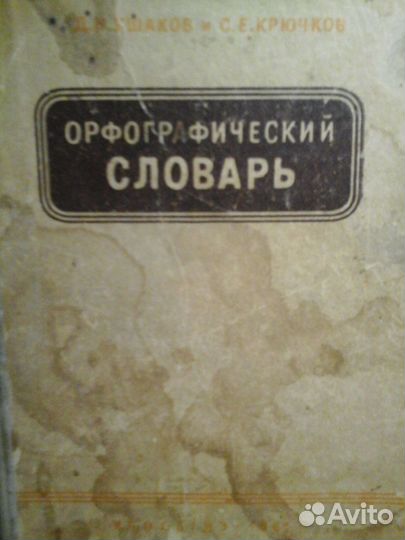 Д.Н.УШАКОВ и С.Е.КРЮЧКОВ
ОРФОГРАФИЧЕСКИЙ
СЛОВАРЬ
Avito